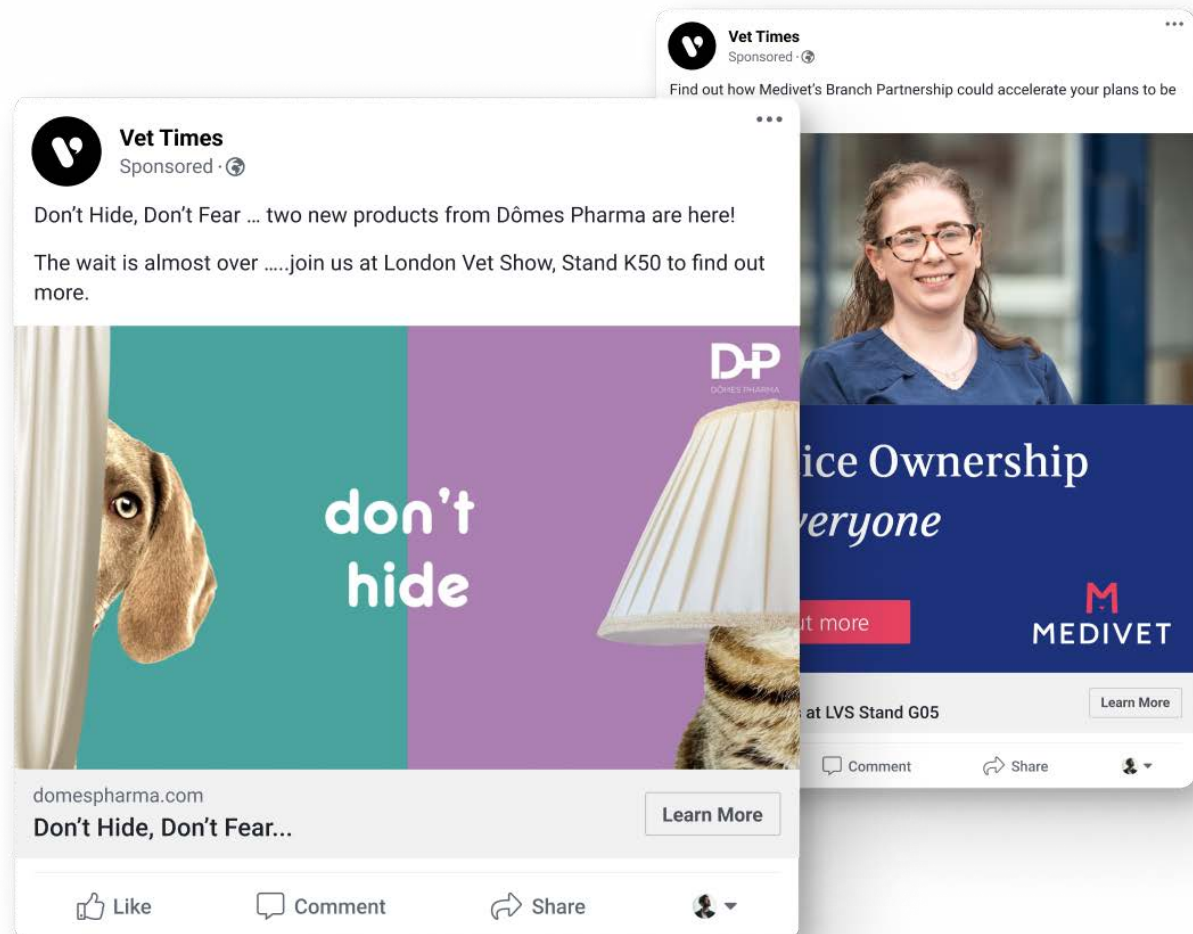 Vet Times
Sponsored ·
Don't Hide, Don't Fear ... two new products from Dômes Pharma are here!
The wait is almost over .....join us at London Vet Show, Stand K50 to find out
more.
D+P
DÔMES PHARMA
don't
hide
domespharma.com
Don't Hide, Don't Fear...
Learn More
Like
Comment
Share
Vet Times
Sponsored ·
Find out how Medivet's Branch Partnership could accelerate your plans to be
ice Ownership
veryone
ut more
MEDIVET
at LVS Stand G05
Learn More
Comment
Share